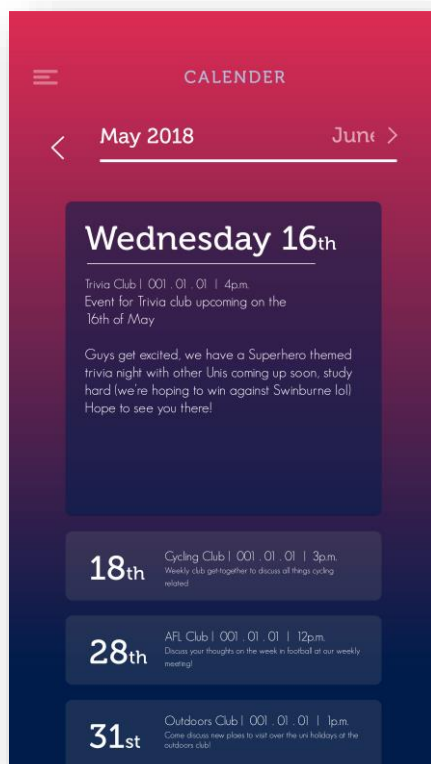 CALENDER
May 2018 June
Wednesday 16th
Trivia Club | 001 . 01 . 01 | 4p.m.
Event for Trivia club upcoming on the
16th of May
Guys get excited, we have a Superhero themed
trivia night with other Unis coming up soon, study
hard (we're hoping to win against Swinburne lol)
Hope to see you there!
18th
Cycling Club | 001 . 01 . 01 | 3p.m.
Weekly club get-together to discuss all things cycling
related!
28th
AFL Club | 001 . 01 . 01 | 12p.m.
Discuss your thoughts on the week in football at our weekly
meeting!
31st
Outdoors Club | 001 . 01 . 01 | 1p.m.
Come discuss new plaes to visit over the uni holidays at the
outdoors club!